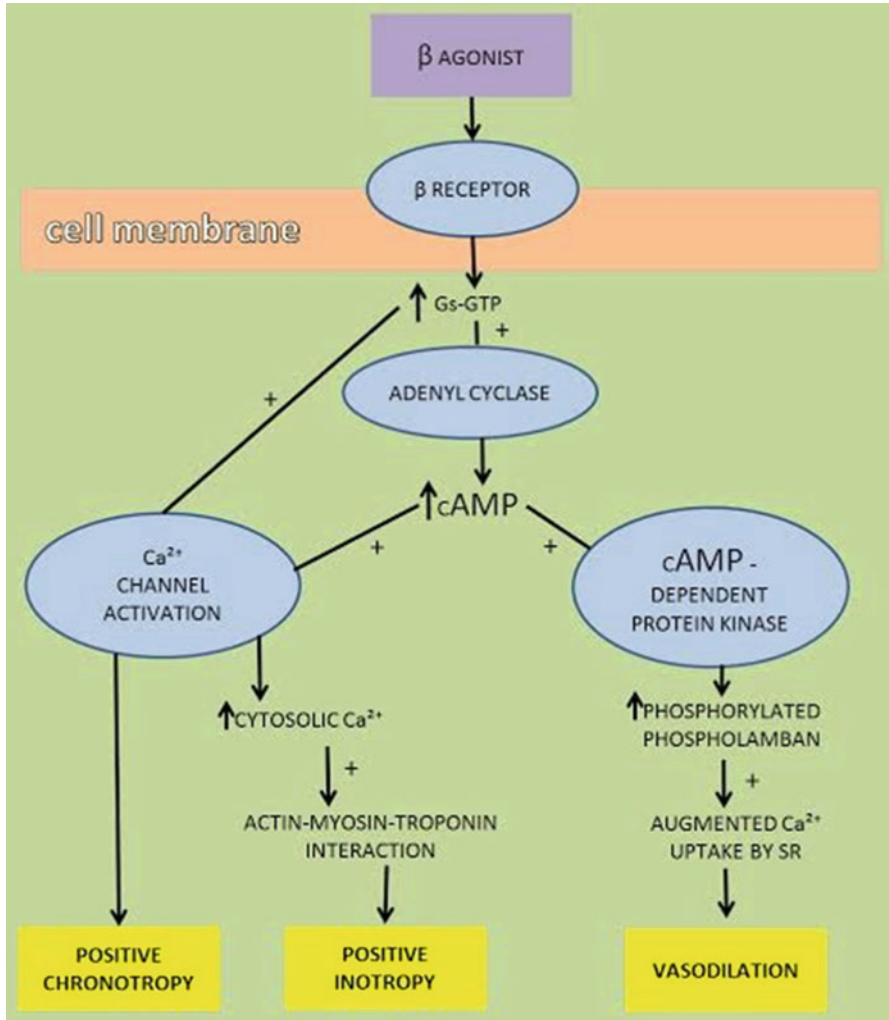 β AGONIST
β RECEPTOR
cell membrane
↑ Gs-GTP
+
+
ADENYL CYCLASE
↑cAMP
+
+
Ca²⁺
CHANNEL
ACTIVATION
cAMP -
DEPENDENT
PROTEIN KINASE
↑CYTOSOLIC Ca²⁺
+
ACTIN-MYOSIN-TROPONIN
INTERACTION
↑PHOSPHORYLATED
PHOSPHOLAMBAN
+
AUGMENTED Ca²⁺
UPTAKE BY SR
POSITIVE
CHRONOTROPY
POSITIVE
INOTROPY
VASODILATION